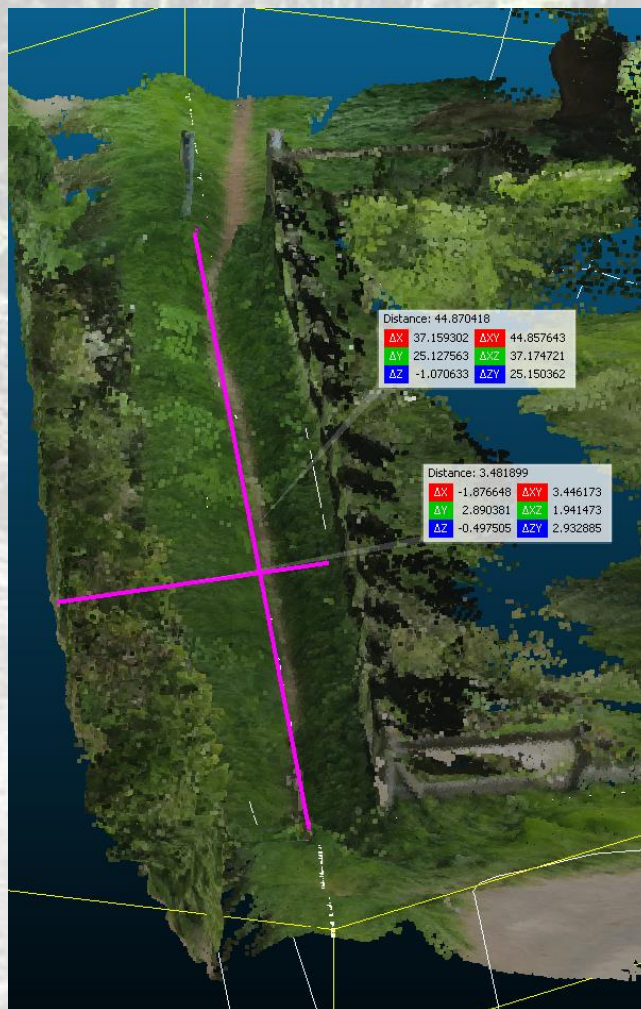 Distance: 44.870418
ΔX 37.159302 ΔXY 44.857643
ΔY 25.127563 ΔXZ 37.174721
ΔZ -1.070633 ΔZY 25.150362
Distance: 3.481899
ΔX -1.876648 ΔXY 3.446173
ΔY 2.890381 ΔXZ 1.941473
ΔZ -0.497505 ΔZY 2.932885